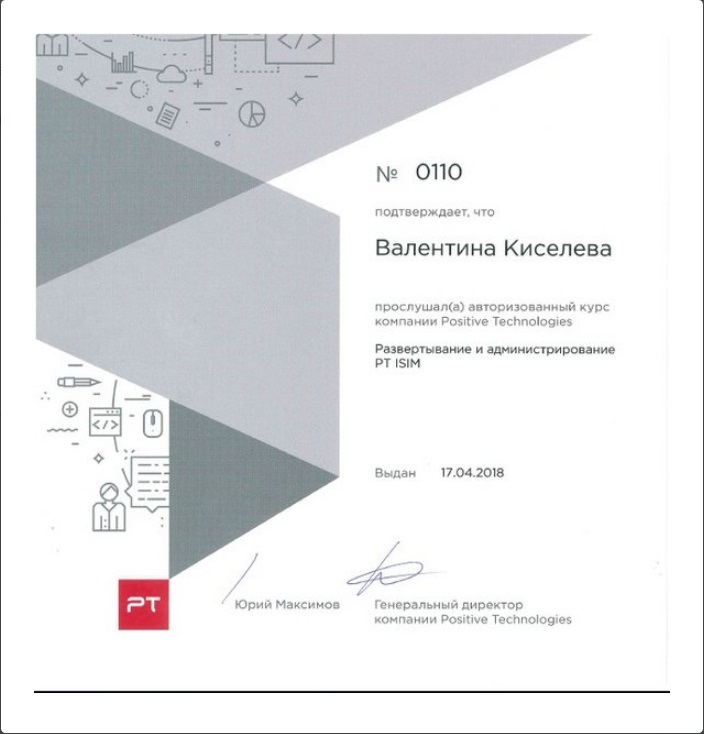 № 0110
подтверждает, что
Валентина Киселева
прослушал(а) авторизованный курс
компании Positive Technologies
Развертывание и администрирование
PT ISIM
Выдан 17.04.2018
PT
Юрий Максимов
Генеральный директор
компании Positive Technologies